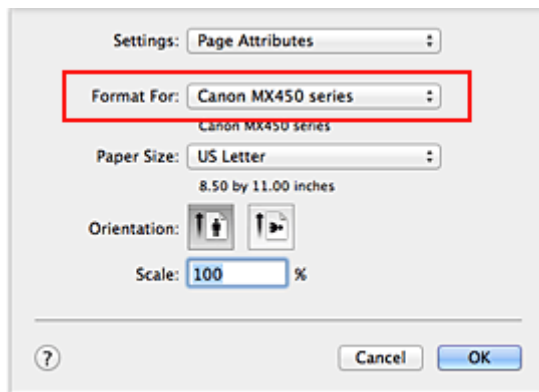 Settings: Page Attributes
Format For: Canon MX450 series
Canon MX450 series
Paper Size: US Letter
8.50 by 11.00 inches
Orientation:
Scale: 100 %
? Cancel OK